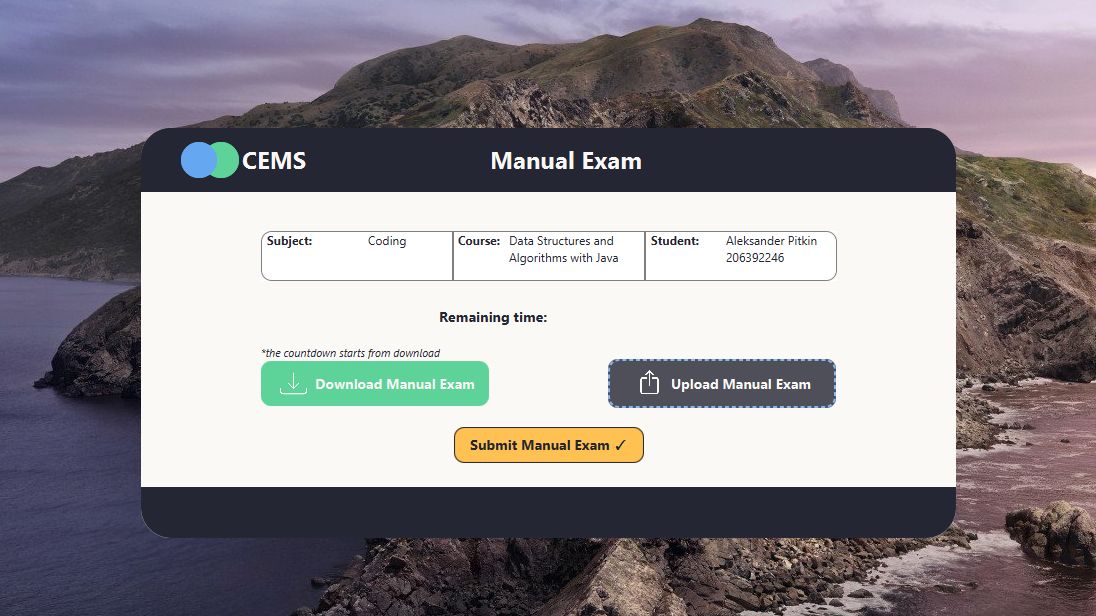 CEMS
Manual Exam
Subject: Coding
Course: Data Structures and
Algorithms with Java
Student: Aleksander Pitkin
206392246
Remaining time:
*the countdown starts from download
Download Manual Exam
Upload Manual Exam
Submit Manual Exam ✓